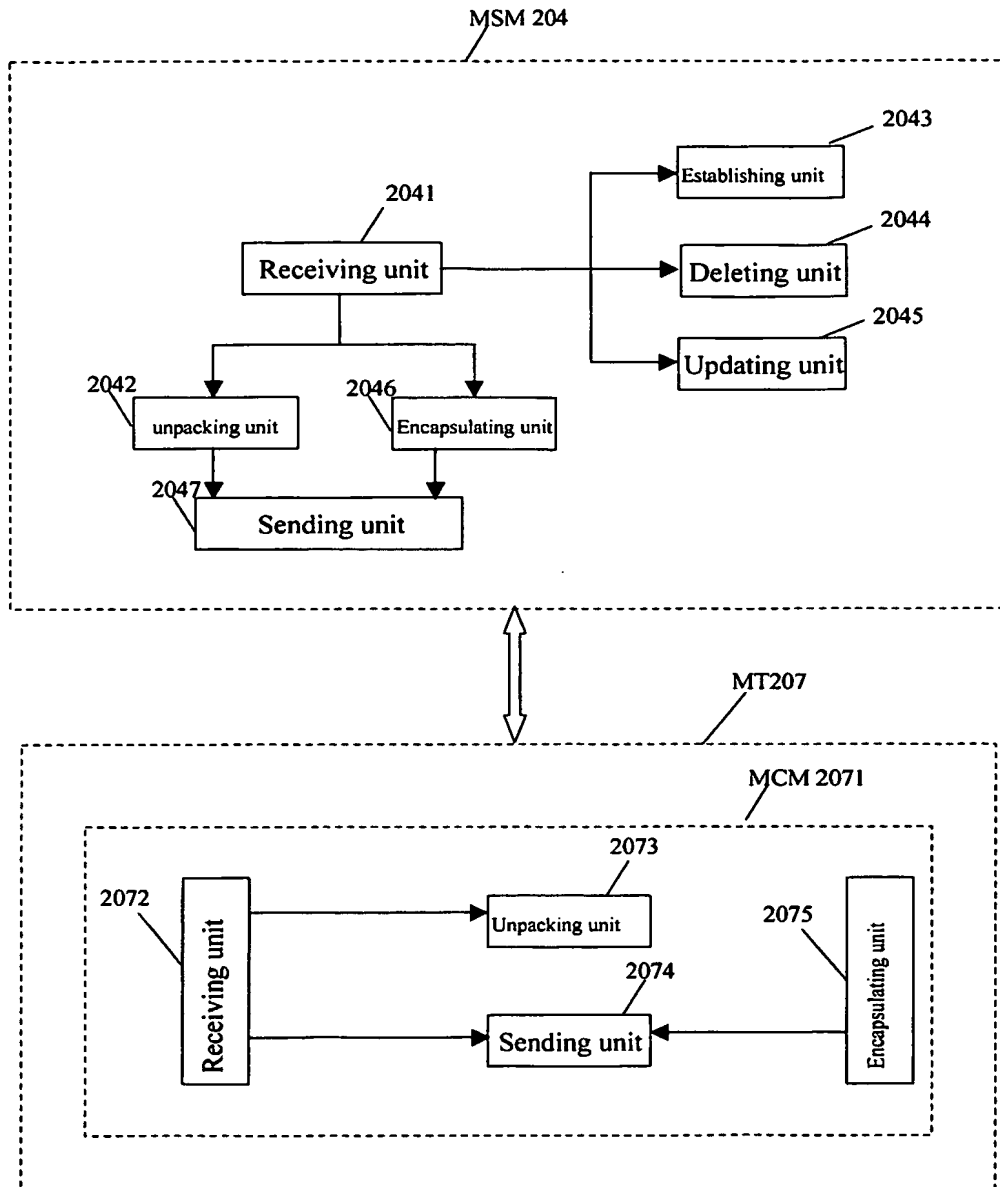 MSM 204
2043
Establishing unit
2041
2044
Receiving unit
Deleting unit
2045
Updating unit
2042
2046
unpacking unit
Encapsulating unit
2047
Sending unit
MT207
MCM 2071
2073
2072
Unpacking unit
2075
Receiving unit
2074
Encapsulating unit
Sending unit